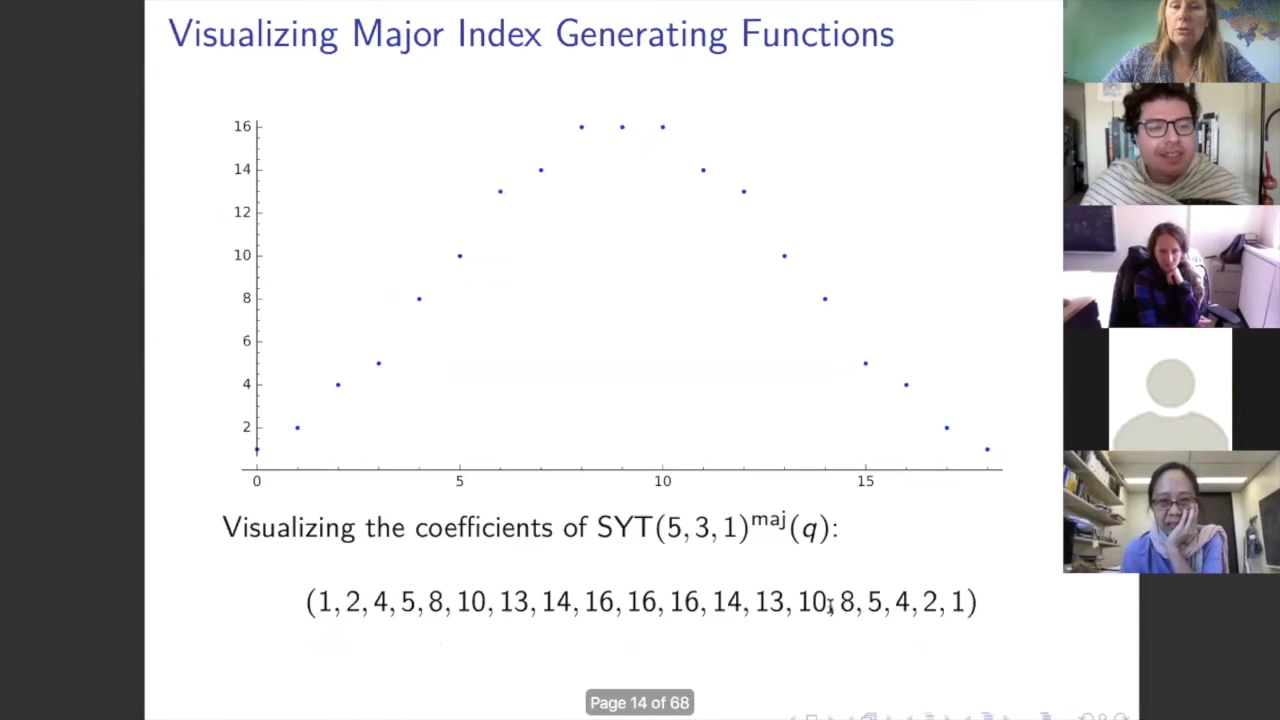 Visualizing Major Index Generating Functions
16
14
12
10
8
6
4
2
0 5 10 15
Visualizing the coefficients of SYT(5, 3, 1)^maj(q):
(1, 2, 4, 5, 8, 10, 13, 14, 16, 16, 16, 14, 13, 10, 8, 5, 4, 2, 1)
Page 14 of 68